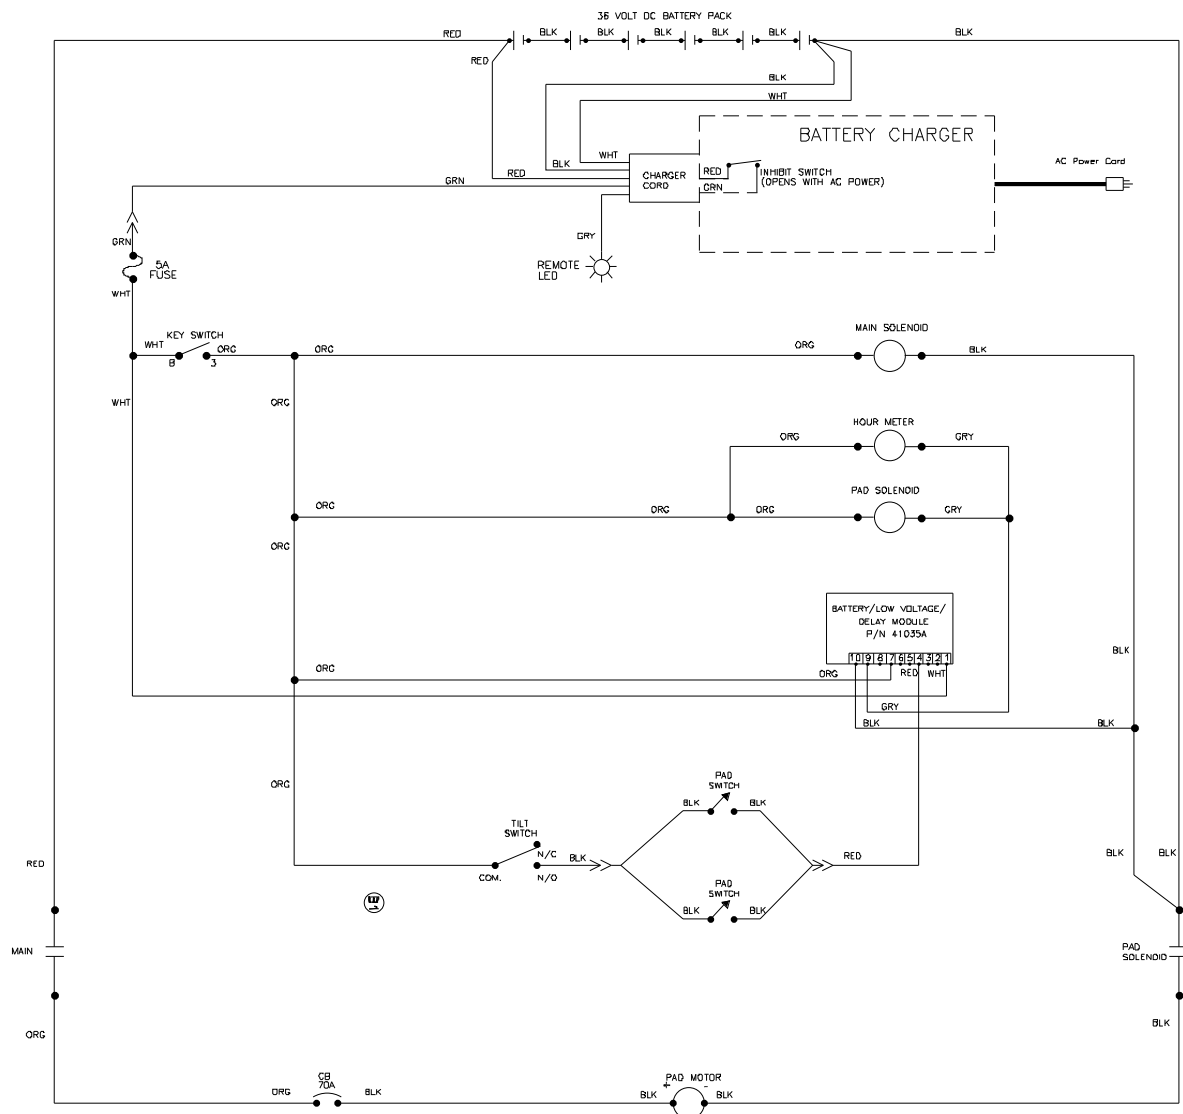 36 VOLT DC BATTERY PACK
RED
BLK
BLK
BLK
BLK
BLK
BLK
RED
BLK
WHT
BATTERY CHARGER
AC Power Cord
WHT
BLK
RED
GRN
CHARGER
CORD
RED
GRN
INHIBIT SWITCH
(OPENS WITH AC POWER)
GRY
REMOTE
LED
GRN
5A
FUSE
WHT
KEY SWITCH
WHT
B
3
ORG
ORG
ORG
MAIN SOLENOID
BLK
WHT
ORG
HOUR METER
ORG
GRY
PAD SOLENOID
ORG
ORG
ORG
GRY
ORG
BATTERY/LOW VOLTAGE/
DELAY MODULE
P/N 41035A
10 9 8 7 6 5 4 3 2 1
ORG
RED
WHT
ORG
BLK
GRY
BLK
BLK
ORG
PAD
SWITCH
BLK
BLK
TILT
SWITCH
N/C
COM.
N/O
BLK
RED
PAD
SWITCH
BLK
BLK
RED
BLK
BLK
MAIN
PAD
SOLENOID
ORG
BLK
CB
70A
ORG
BLK
PAD MOTOR
+
-
BLK
BLK